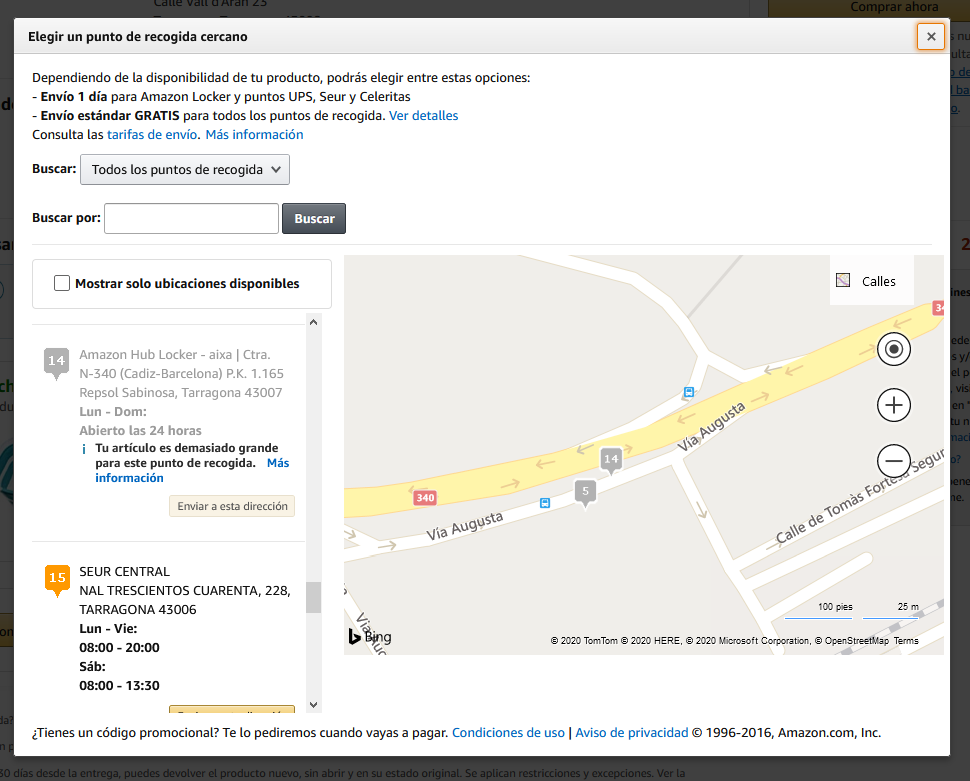 Calle Vall d'Aran 23
Comprar ahora
Elegir un punto de recogida cercano
Dependiendo de la disponibilidad de tu producto, podrás elegir entre estas opciones:
- Envío 1 día para Amazon Locker y puntos UPS, Seur y Celeritas
- Envío estándar GRATIS para todos los puntos de recogida. Ver detalles
Consulta las tarifas de envío. Más información
Buscar: Todos los puntos de recogida
Buscar por: Buscar
Mostrar solo ubicaciones disponibles
14
Amazon Hub Locker - aixa | Ctra.
N-340 (Cadiz-Barcelona) P.K. 1.165
Repsol Sabinosa, Tarragona 43007
Lun - Dom:
Abierto las 24 horas
i Tu artículo es demasiado grande
para este punto de recogida. Más
información
Enviar a esta dirección
15
SEUR CENTRAL
NAL TRESCIENTOS CUARENTA, 228,
TARRAGONA 43006
Lun - Vie:
08:00 - 20:00
Sáb:
08:00 - 13:30
Calles
Vía Augusta
14
5
340
Vía Augusta
Calle de Tomàs Fortesa Segur
100 pies
25 m
Bing
© 2020 TomTom © 2020 HERE, © 2020 Microsoft Corporation, © OpenStreetMap Terms
¿Tienes un código promocional? Te lo pediremos cuando vayas a pagar. Condiciones de uso | Aviso de privacidad © 1996-2016, Amazon.com, Inc.
30 días desde la entrega, puedes devolver el producto nuevo, sin abrir y en su estado original. Se aplican restricciones y excepciones. Ver la